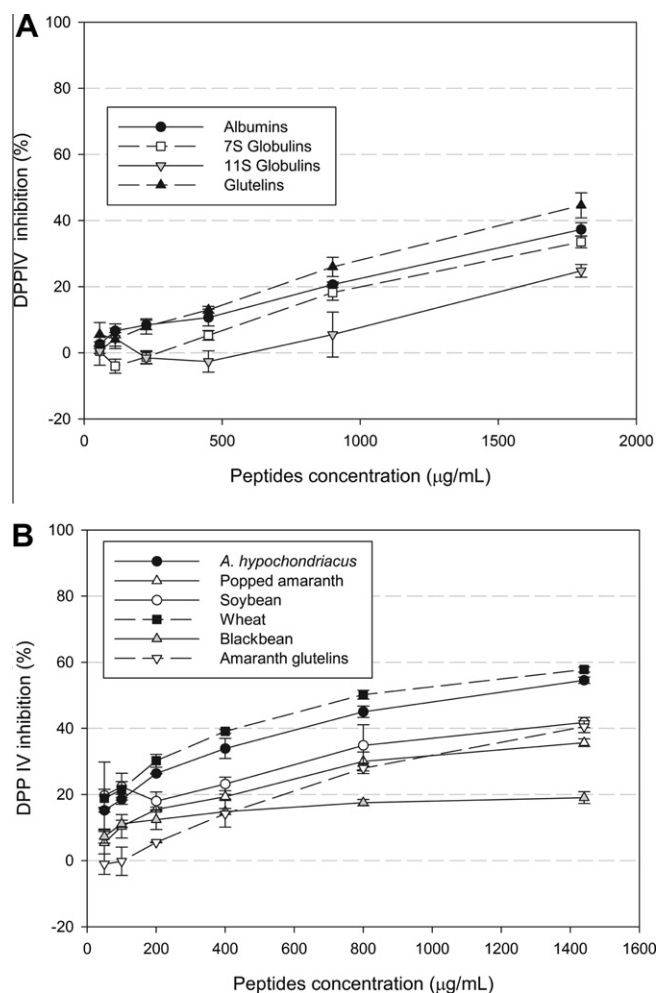 A
100
80
60
40
20
0
-20
DPPIV inhibition (%)
Albumins
7S Globulins
11S Globulins
Glutelins
0 500 1000 1500 2000
Peptides concentration (µg/mL)
B
100
80
60
40
20
0
-20
DPP IV inhibition (%)
A. hypochondriacus
Popped amaranth
Soybean
Wheat
Blackbean
Amaranth glutelins
0 200 400 600 800 1000 1200 1400 1600
Peptides concentration (µg/mL)